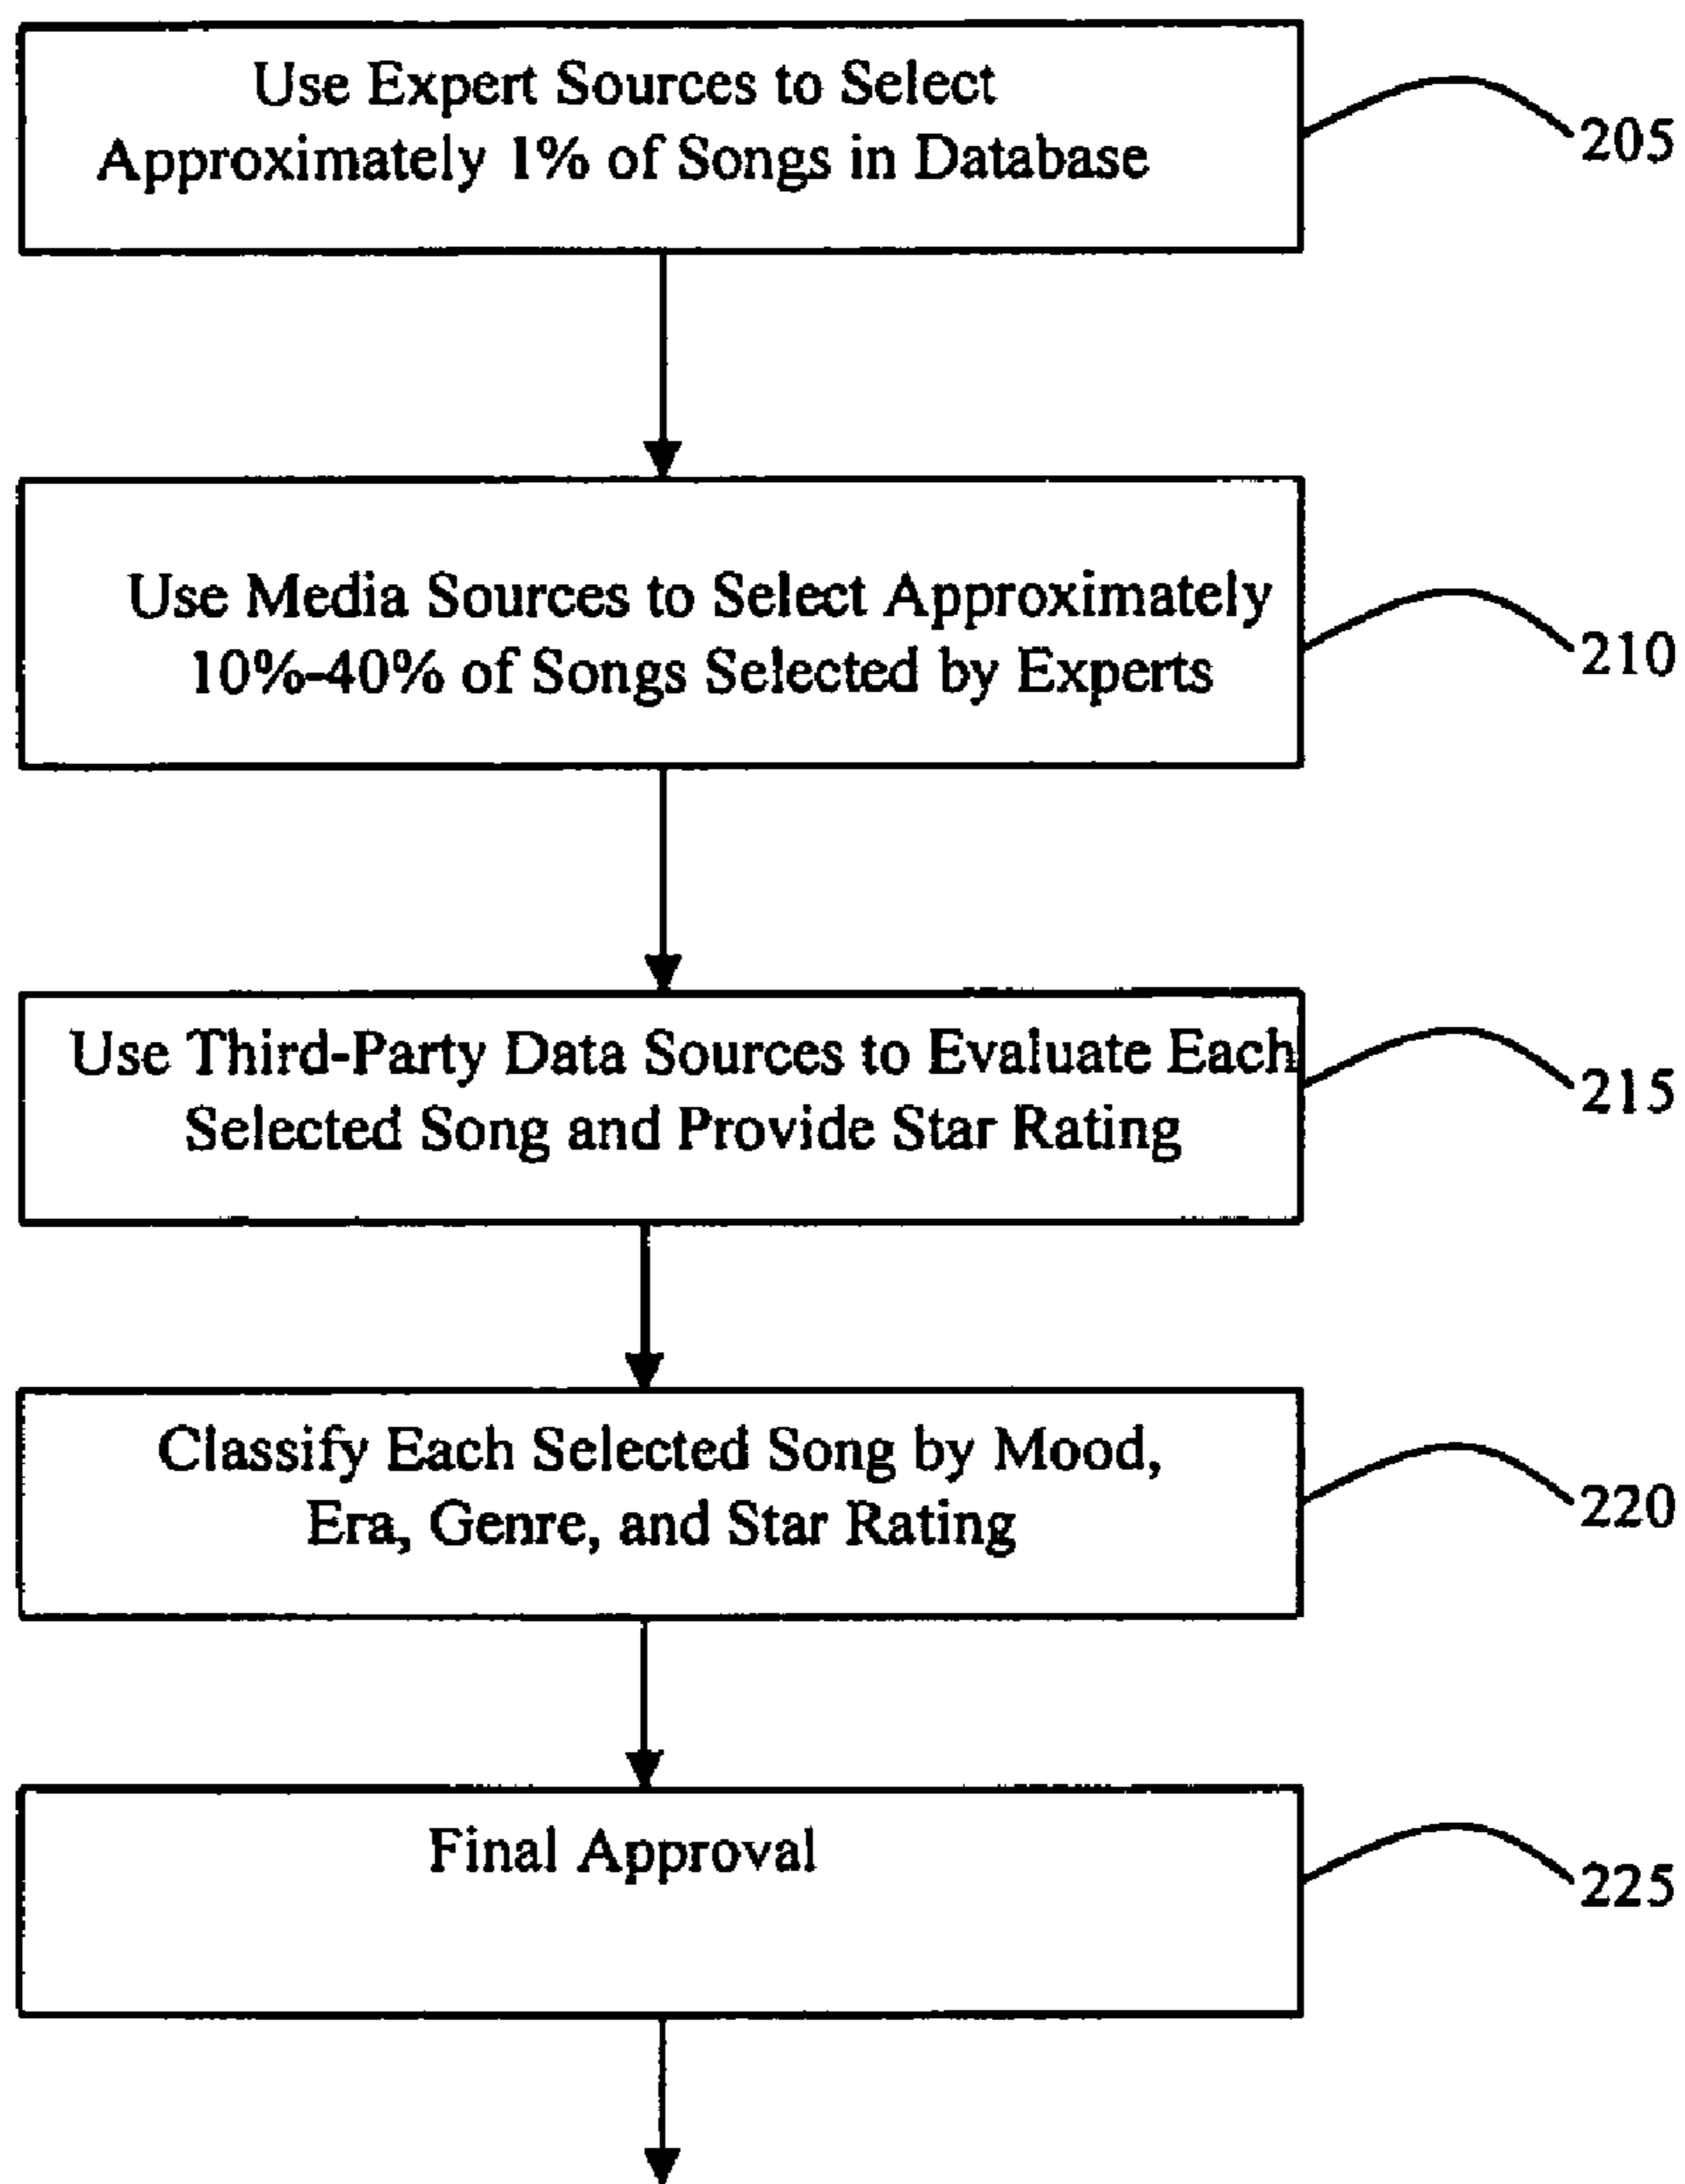 Use Expert Sources to Select
Approximately 1% of Songs in Database
205
Use Media Sources to Select Approximately
10%-40% of Songs Selected by Experts
210
Use Third-Party Data Sources to Evaluate Each
Selected Song and Provide Star Rating
215
Classify Each Selected Song by Mood,
Era, Genre, and Star Rating
220
Final Approval
225